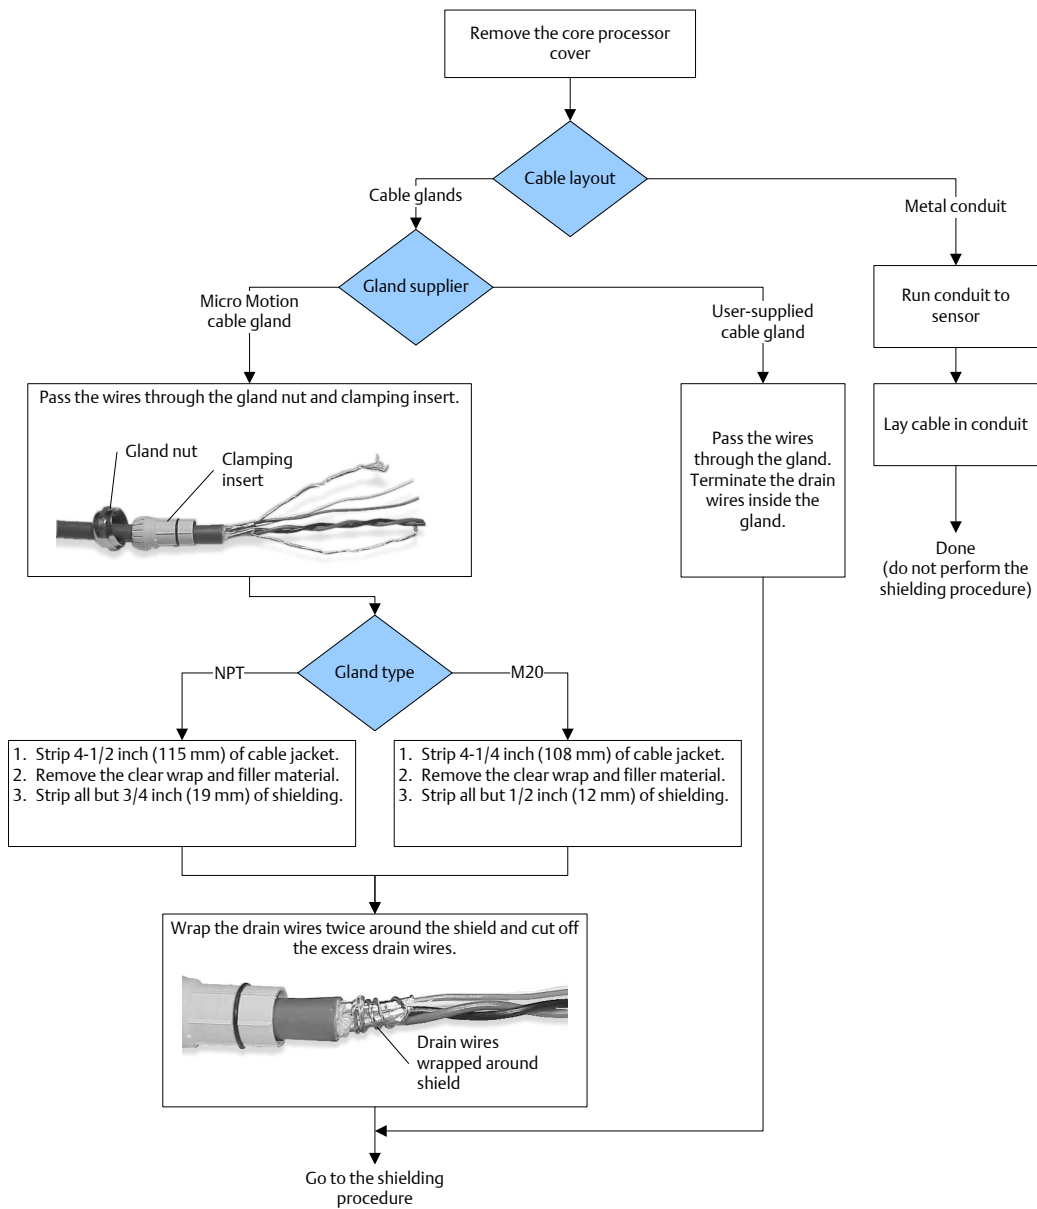 Remove the core processor
cover
Cable layout
Cable glands
Metal conduit
Gland supplier
Micro Motion
cable gland
User-supplied
cable gland
Run conduit to
sensor
Pass the wires through the gland nut and clamping insert.
Gland nut
Clamping
insert
Pass the wires
through the gland.
Terminate the drain
wires inside the
gland.
Lay cable in conduit
Done
(do not perform the
shielding procedure)
Gland type
NPT
M20
1. Strip 4-1/2 inch (115 mm) of cable jacket.
2. Remove the clear wrap and filler material.
3. Strip all but 3/4 inch (19 mm) of shielding.
1. Strip 4-1/4 inch (108 mm) of cable jacket.
2. Remove the clear wrap and filler material.
3. Strip all but 1/2 inch (12 mm) of shielding.
Wrap the drain wires twice around the shield and cut off
the excess drain wires.
Drain wires
wrapped around
shield
Go to the shielding
procedure